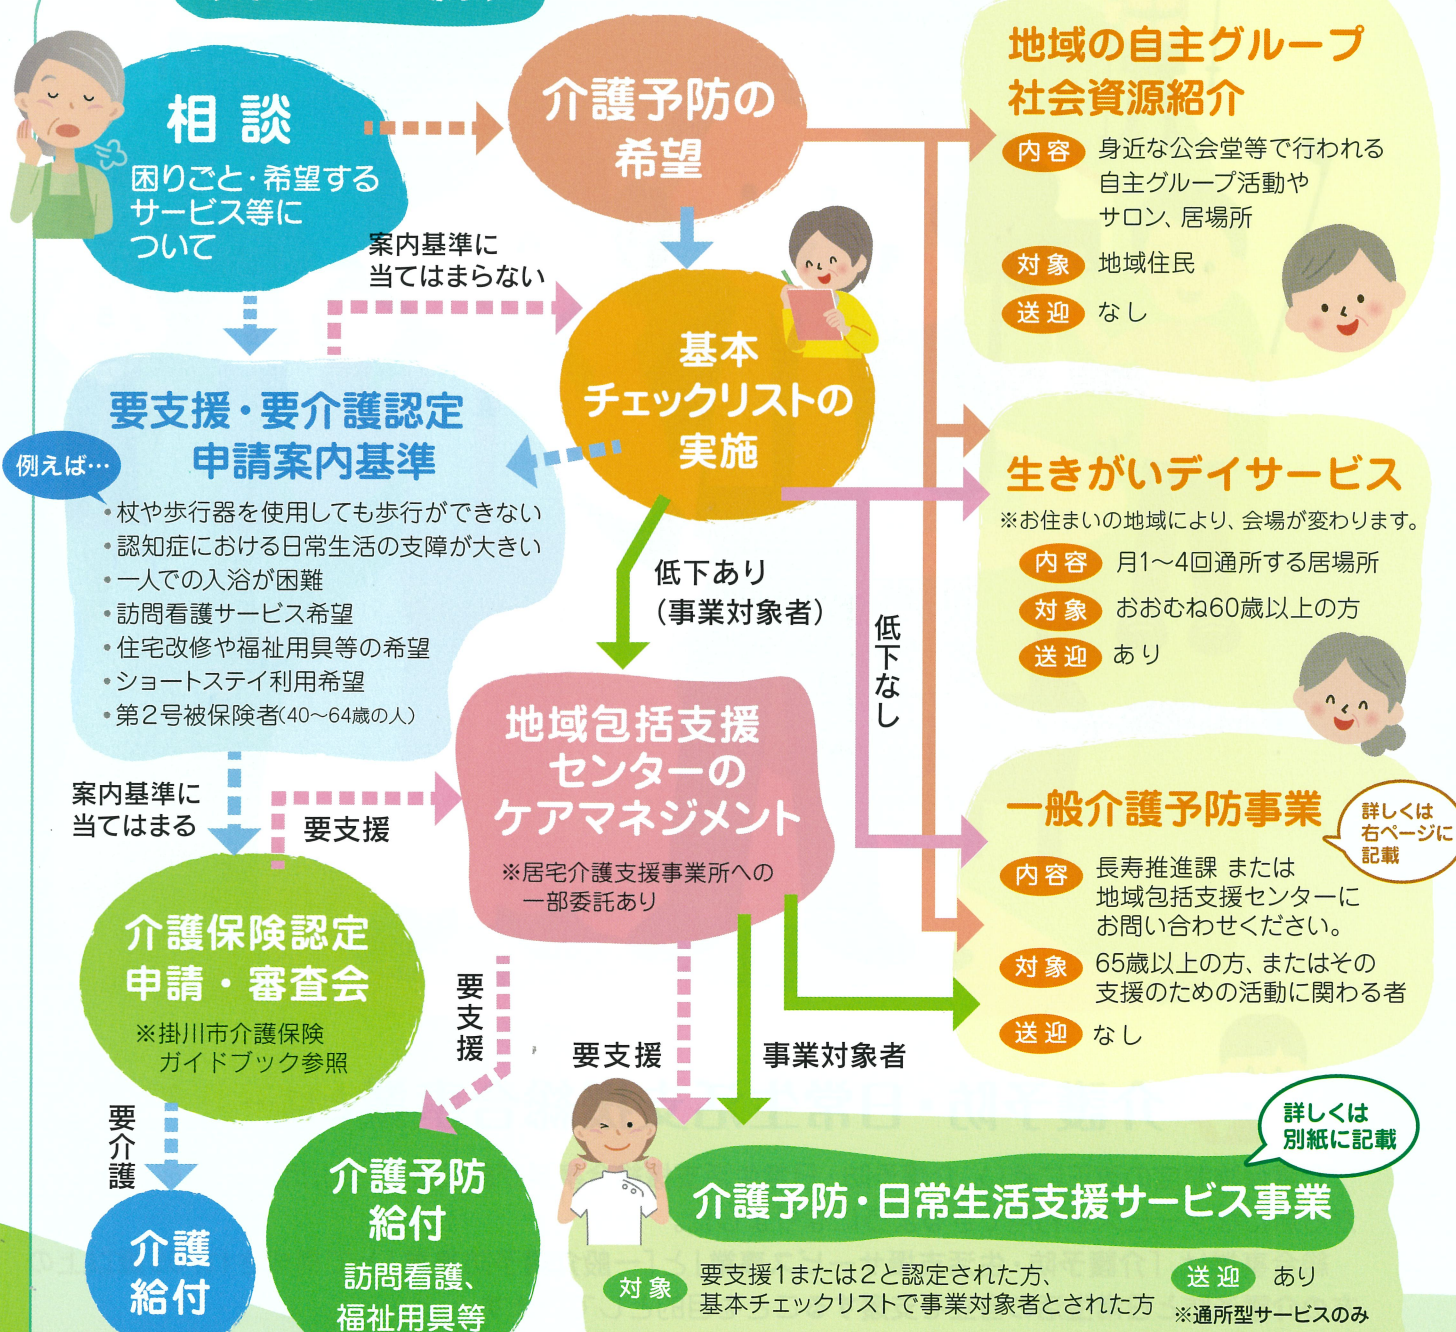 相談
困りごと・希望する
サービス等に
ついて
介護予防の
希望
案内基準に
当てはまらない
基本
チェックリストの
実施
要支援・要介護認定
申請案内基準
例えば…
・杖や歩行器を使用しても歩行ができない
・認知症における日常生活の支障が大きい
・一人での入浴が困難
・訪問看護サービス希望
・住宅改修や福祉用具等の希望
・ショートステイ利用希望
・第2号被保険者(40〜64歳の人)
低下あり
(事業対象者)
低下なし
案内基準に
当てはまる
要支援
地域包括支援
センターの
ケアマネジメント
※居宅介護支援事業所への
一部委託あり
介護保険認定
申請・審査会
※掛川市介護保険
ガイドブック参照
要支援
要支援
事業対象者
要介護
介護
給付
介護予防
給付
訪問看護、
福祉用具等
地域の自主グループ
社会資源紹介
内容 身近な公会堂等で行われる
自主グループ活動や
サロン、居場所
対象 地域住民
送迎 なし
生きがいデイサービス
※お住まいの地域により、会場が変わります。
内容 月1〜4回通所する居場所
対象 おおむね60歳以上の方
送迎 あり
一般介護予防事業
詳しくは
右ページに
記載
内容 長寿推進課 または
地域包括支援センターに
お問い合わせください。
対象 65歳以上の方、またはその
支援のための活動に関わる者
送迎 なし
詳しくは
別紙に記載
介護予防・日常生活支援サービス事業
対象 要支援1または2と認定された方、
基本チェックリストで事業対象者とされた方
送迎 あり
※通所型サービスのみ